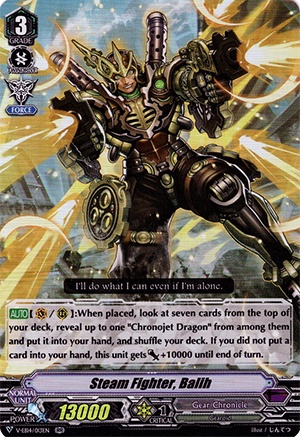 3
GRADE
FORCE
I'll do what I can even if I'm alone.
AUTO [ / ]:When placed, look at seven cards from the top of
your deck, reveal up to one "Chronojet Dragon" from among them
and put it into your hand, and shuffle your deck. If you did not put a
card into your hand, this unit gets +10000 until end of turn.
Steam Fighter, Balih
NORMAL
UNIT
Gear Chronicle
POWER 13000 1
CRITICAL
V-EB14/013EN RR